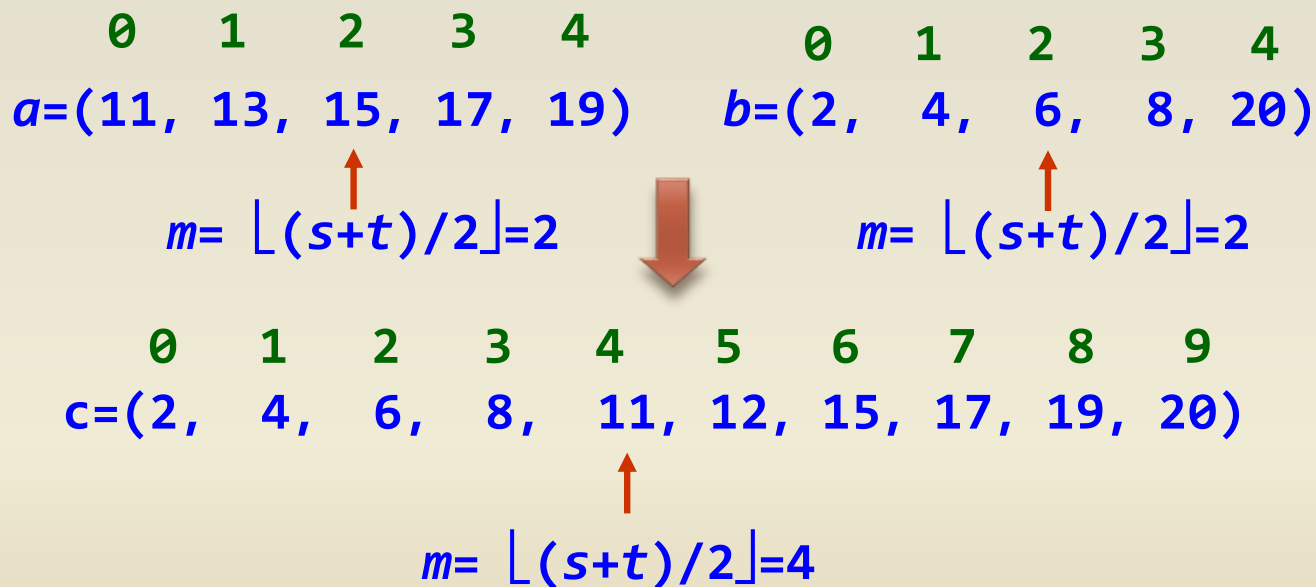 0 1 2 3 4
a=(11, 13, 15, 17, 19)
m= ⌊(s+t)/2⌋=2
0 1 2 3 4
b=(2, 4, 6, 8, 20)
m= ⌊(s+t)/2⌋=2
0 1 2 3 4 5 6 7 8 9
c=(2, 4, 6, 8, 11, 12, 15, 17, 19, 20)
m= ⌊(s+t)/2⌋=4